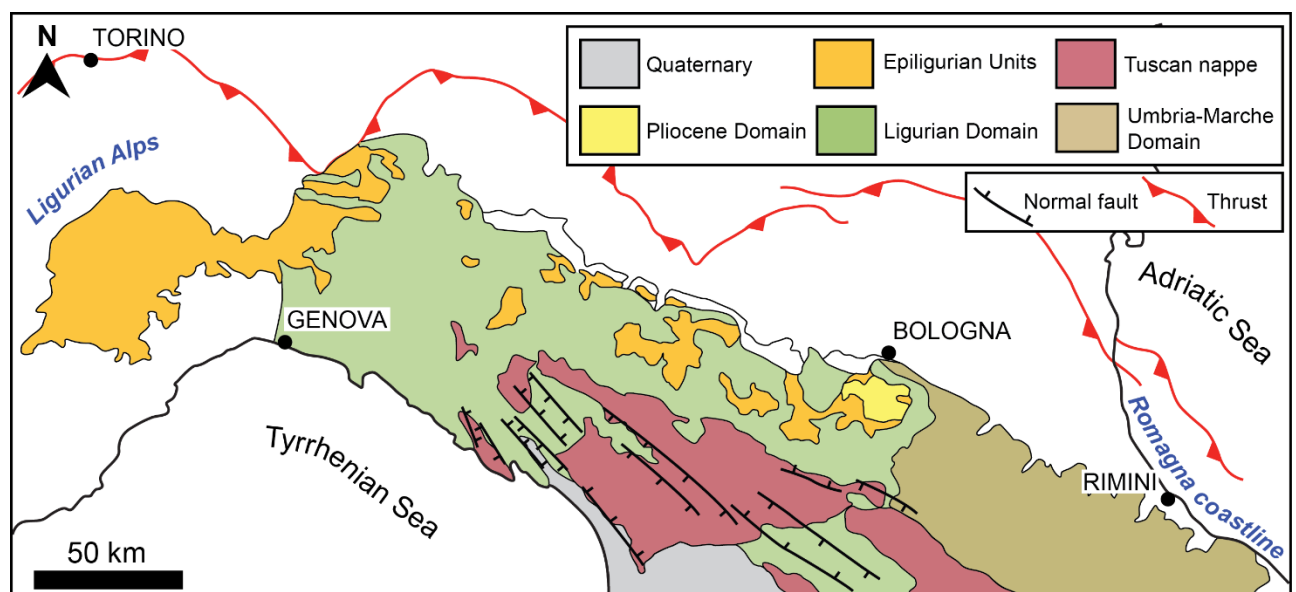 N
TORINO
Quaternary
Epiligurian Units
Tuscan nappe
Pliocene Domain
Ligurian Domain
Umbria-Marche
Domain
Normal fault
Thrust
Ligurian Alps
Adriatic Sea
GENOVA
BOLOGNA
Tyrrhenian Sea
Romagna coastline
RIMINI
50 km